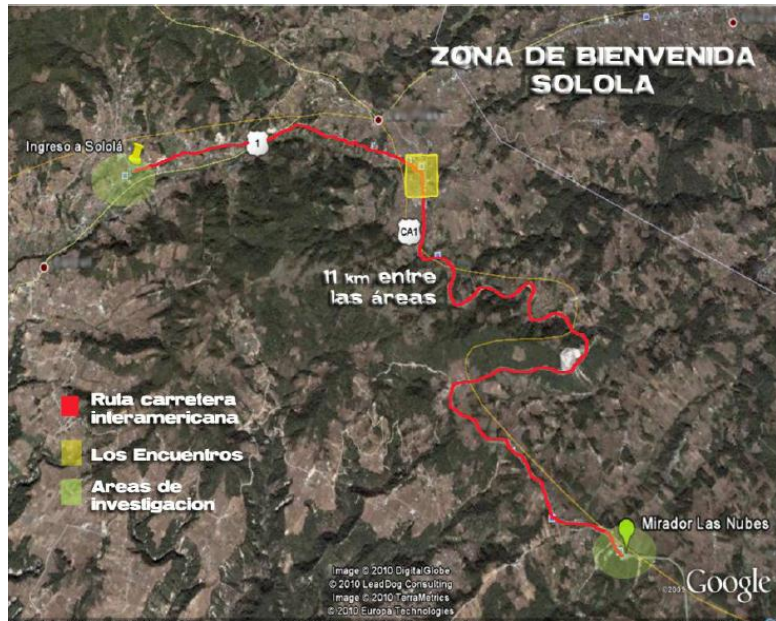 ZONA DE BIENVENIDA
SOLOLA
Ingreso a Sololá
1
CA1
11 km entre
las áreas
Ruta carretera
interamericana
Los Encuentros
Areas de
investigacion
Mirador Las Nubes
Image © 2010 DigitalGlobe
© 2010 LeadDog Consulting
Image © 2010 TerraMetrics
© 2010 Europa Technologies
©2009 Google